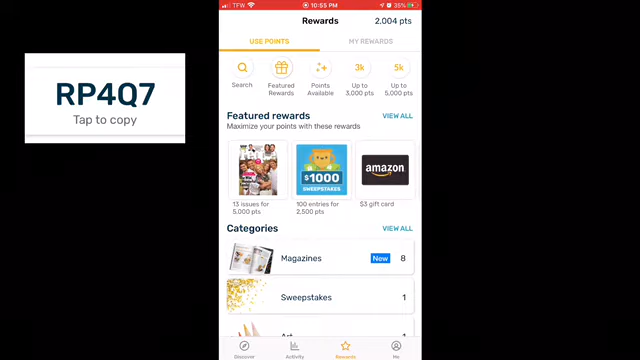 RP4Q7
Tap to copy
TFW
10:55 PM
36%
Rewards
2,004 pts
USE POINTS
MY REWARDS
3k
5k
Search
Featured
Rewards
Points
Available
Up to
3,000 pts
Up to
5,000 pts
Featured rewards
VIEW ALL
Maximize your points with these rewards
$1000
SWEEPSTAKES
amazon
13 issues for
5,000 pts
100 entries for
2,500 pts
$3 gift card
Categories
VIEW ALL
Magazines
New
8
Sweepstakes
1
Art
1
Discover
Activity
Rewards
Me